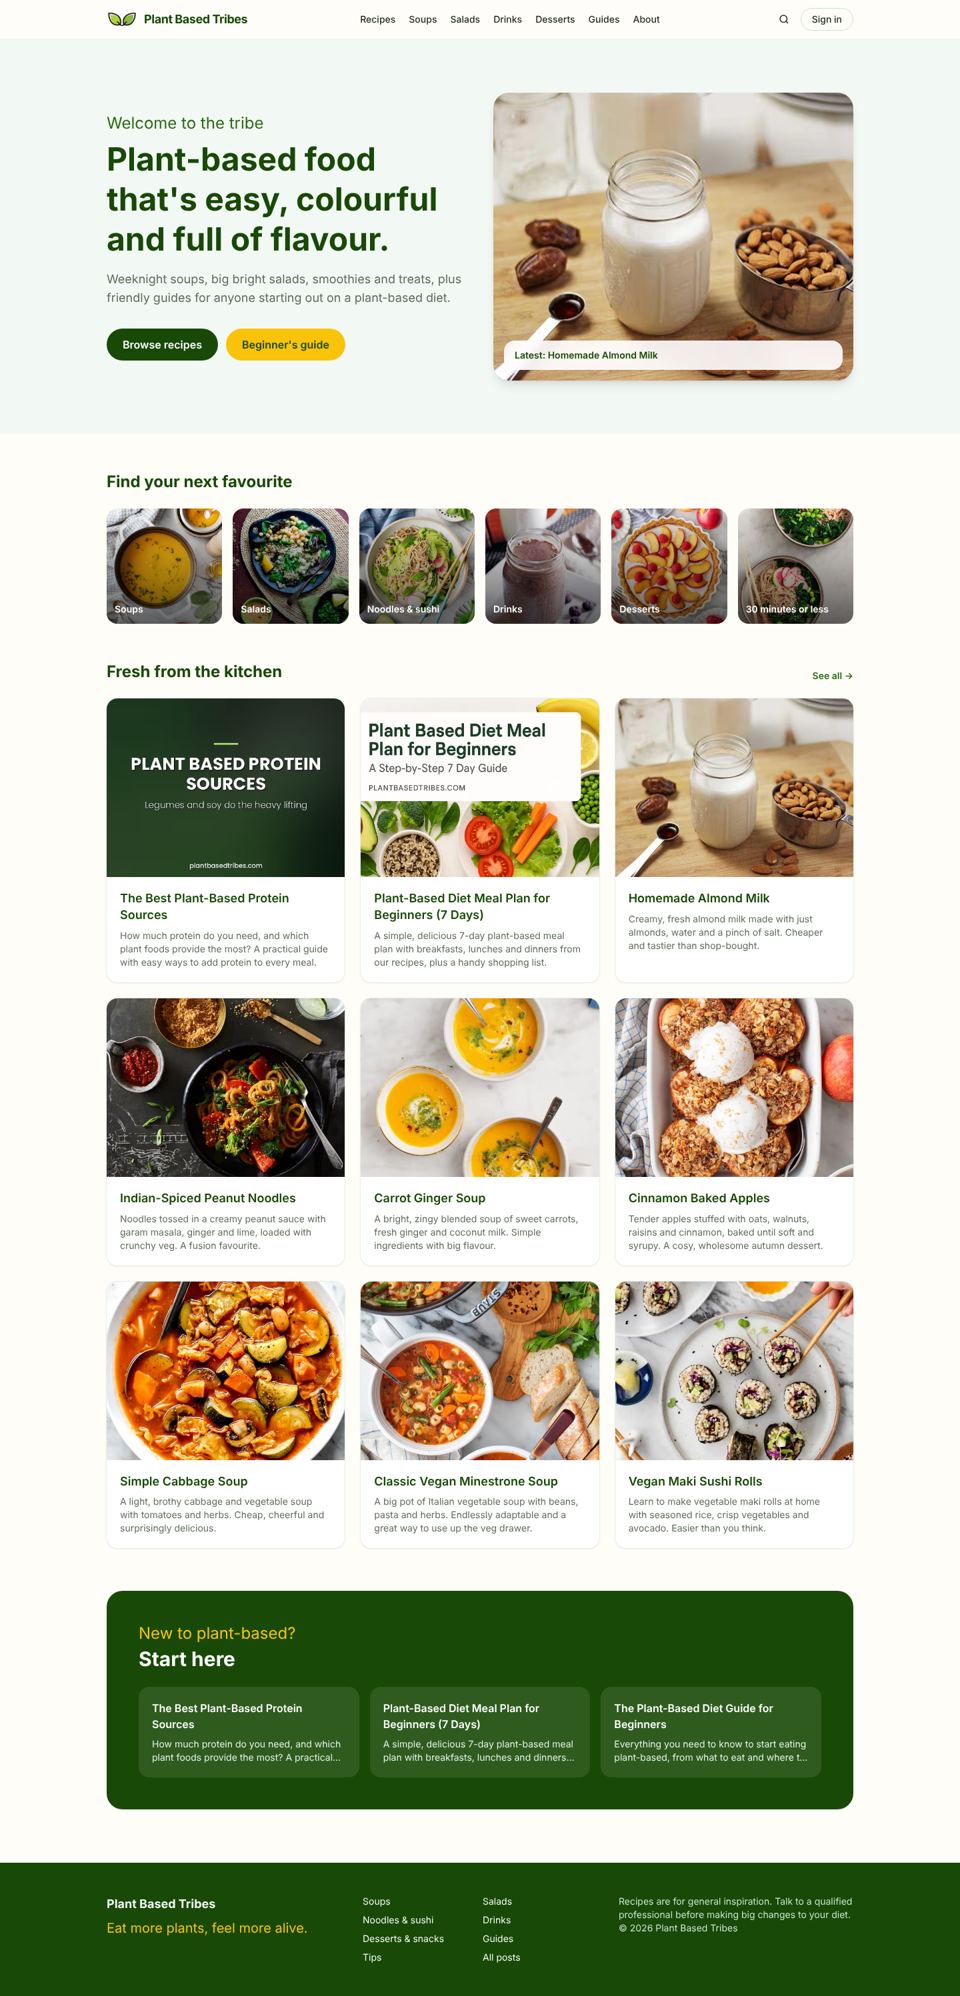 Plant Based Tribes
Recipes Soups Salads Drinks Desserts Guides About
Sign in
Welcome to the tribe
Plant-based food
that's easy, colourful
and full of flavour.
Weeknight soups, big bright salads, smoothies and treats, plus
friendly guides for anyone starting out on a plant-based diet.
Browse recipes
Beginner's guide
Latest: Homemade Almond Milk
Find your next favourite
Soups
Salads
Noodles & sushi
Drinks
Desserts
30 minutes or less
Fresh from the kitchen
See all →
PLANT BASED PROTEIN
SOURCES
Legumes and soy do the heavy lifting
plantbasedtribes.com
The Best Plant-Based Protein
Sources
How much protein do you need, and which
plant foods provide the most? A practical guide
with easy ways to add protein to every meal.
Plant Based Diet Meal
Plan for Beginners
A Step-by-Step 7 Day Guide
PLANTBASEDTRIBES.COM
Plant-Based Diet Meal Plan for
Beginners (7 Days)
A simple, delicious 7-day plant-based meal
plan with breakfasts, lunches and dinners from
our recipes, plus a handy shopping list.
Homemade Almond Milk
Creamy, fresh almond milk made with just
almonds, water and a pinch of salt. Cheaper
and tastier than shop-bought.
Indian-Spiced Peanut Noodles
Noodles tossed in a creamy peanut sauce with
garam masala, ginger and lime, loaded with
crunchy veg. A fusion favourite.
Carrot Ginger Soup
A bright, zingy blended soup of sweet carrots,
fresh ginger and coconut milk. Simple
ingredients with big flavour.
Cinnamon Baked Apples
Tender apples stuffed with oats, walnuts,
raisins and cinnamon, baked until soft and
syrupy. A cosy, wholesome autumn dessert.
STAUB
Simple Cabbage Soup
A light, brothy cabbage and vegetable soup
with tomatoes and herbs. Cheap, cheerful and
surprisingly delicious.
Classic Vegan Minestrone Soup
A big pot of Italian vegetable soup with beans,
pasta and herbs. Endlessly adaptable and a
great way to use up the veg drawer.
Vegan Maki Sushi Rolls
Learn to make vegetable maki rolls at home
with seasoned rice, crisp vegetables and
avocado. Easier than you think.
New to plant-based?
Start here
The Best Plant-Based Protein
Sources
How much protein do you need, and which
plant foods provide the most? A practical...
Plant-Based Diet Meal Plan for
Beginners (7 Days)
A simple, delicious 7-day plant-based meal
plan with breakfasts, lunches and dinners...
The Plant-Based Diet Guide for
Beginners
Everything you need to know to start eating
plant-based, from what to eat and where t...
Plant Based Tribes
Eat more plants, feel more alive.
Soups
Noodles & sushi
Desserts & snacks
Tips
Salads
Drinks
Guides
All posts
Recipes are for general inspiration. Talk to a qualified
professional before making big changes to your diet.
© 2026 Plant Based Tribes